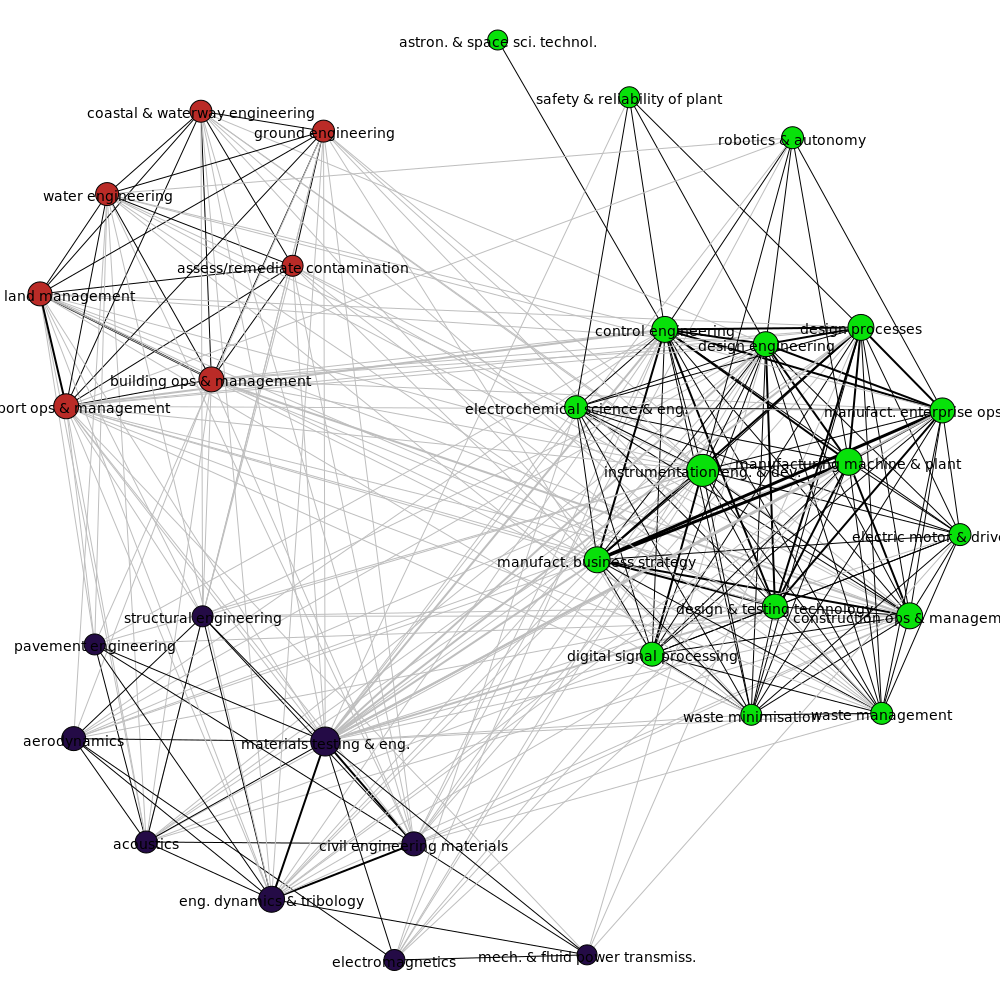 astron. & space sci. technol.
safety & reliability of plant
coastal & waterway engineering
ground engineering
robotics & autonomy
water engineering
assess/remediate contamination
land management
control engineering
design processes
design engineering
building ops & management
port ops & management
electrochemical science & eng.
manufact. enterprise ops
instrumentation eng. & dev.
manufacturing machine & plant
electric motor & drive
manufact. business strategy
design & testing technology
construction ops & managem
structural engineering
pavement engineering
digital signal processing
waste minimisation
waste management
aerodynamics
materials testing & eng.
acoustics
civil engineering materials
eng. dynamics & tribology
electromagnetics
mech. & fluid power transmiss.